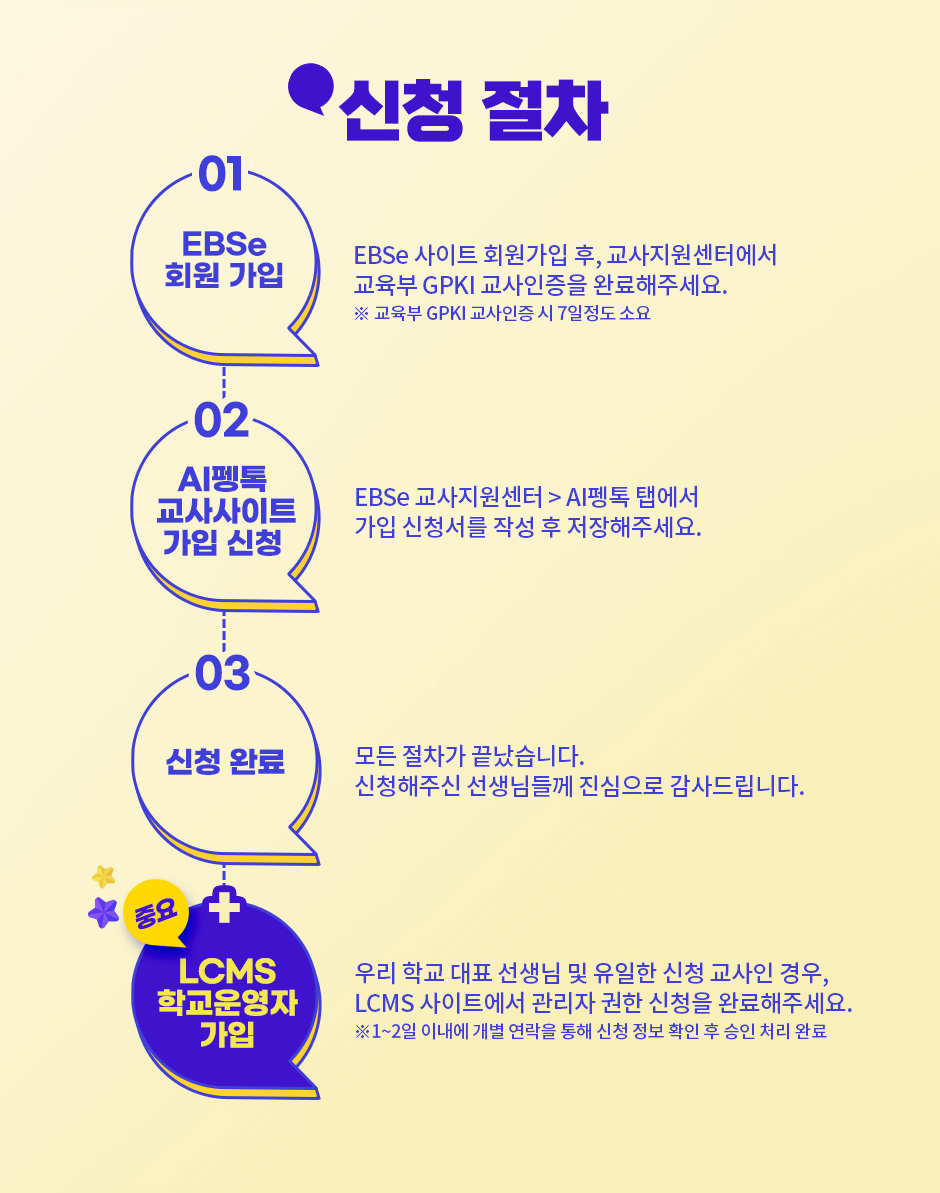 신청 절차
01
EBSe
회원 가입
EBSe 사이트 회원가입 후, 교사지원센터에서
교육부 GPKI 교사인증을 완료해주세요.
※ 교육부 GPKI 교사인증 시 7일정도 소요
02
AI펭톡
교사사이트
가입 신청
EBSe 교사지원센터 > AI펭톡 탭에서
가입 신청서를 작성 후 저장해주세요.
03
신청 완료
모든 절차가 끝났습니다.
신청해주신 선생님들께 진심으로 감사드립니다.
중요
LCMS
학교운영자
가입
우리 학교 대표 선생님 및 유일한 신청 교사인 경우,
LCMS 사이트에서 관리자 권한 신청을 완료해주세요.
※1~2일 이내에 개별 연락을 통해 신청 정보 확인 후 승인 처리 완료